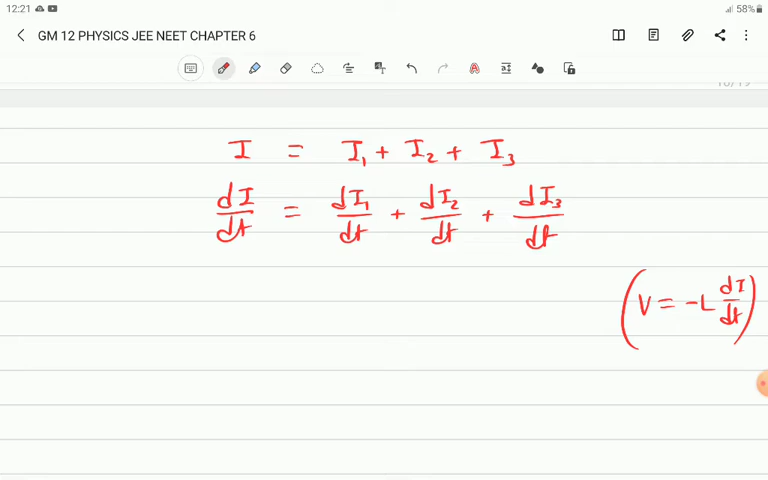 12:21 58%
GM 12 PHYSICS JEE NEET CHAPTER 6
I = I₁ + I₂ + I₃
dI/dt = dI₁/dt + dI₂/dt + dI₃/dt
(V = -L dI/dt)